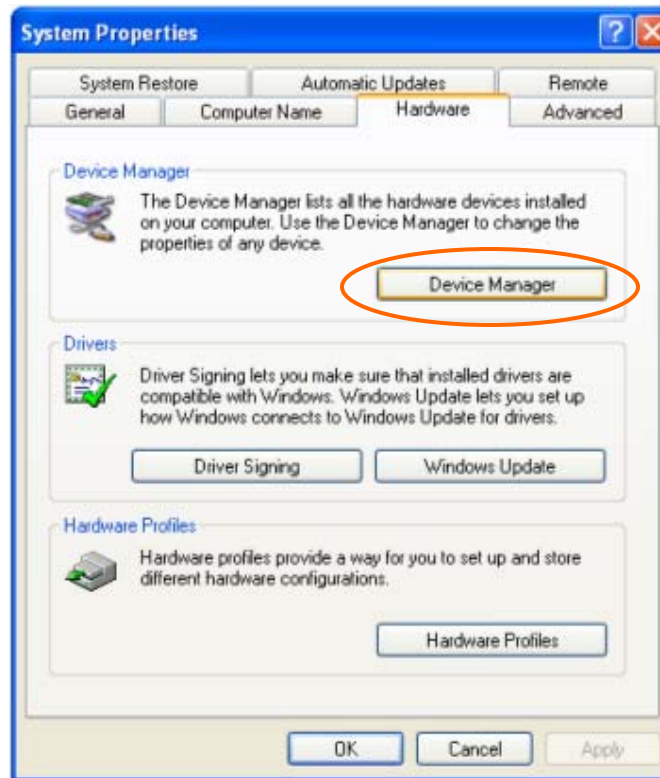 System Properties
System Restore Automatic Updates Remote
General Computer Name Hardware Advanced
Device Manager
The Device Manager lists all the hardware devices installed
on your computer. Use the Device Manager to change the
properties of any device.
Device Manager
Drivers
Driver Signing lets you make sure that installed drivers are
compatible with Windows. Windows Update lets you set up
how Windows connects to Windows Update for drivers.
Driver Signing Windows Update
Hardware Profiles
Hardware profiles provide a way for you to set up and store
different hardware configurations.
Hardware Profiles
OK Cancel Apply